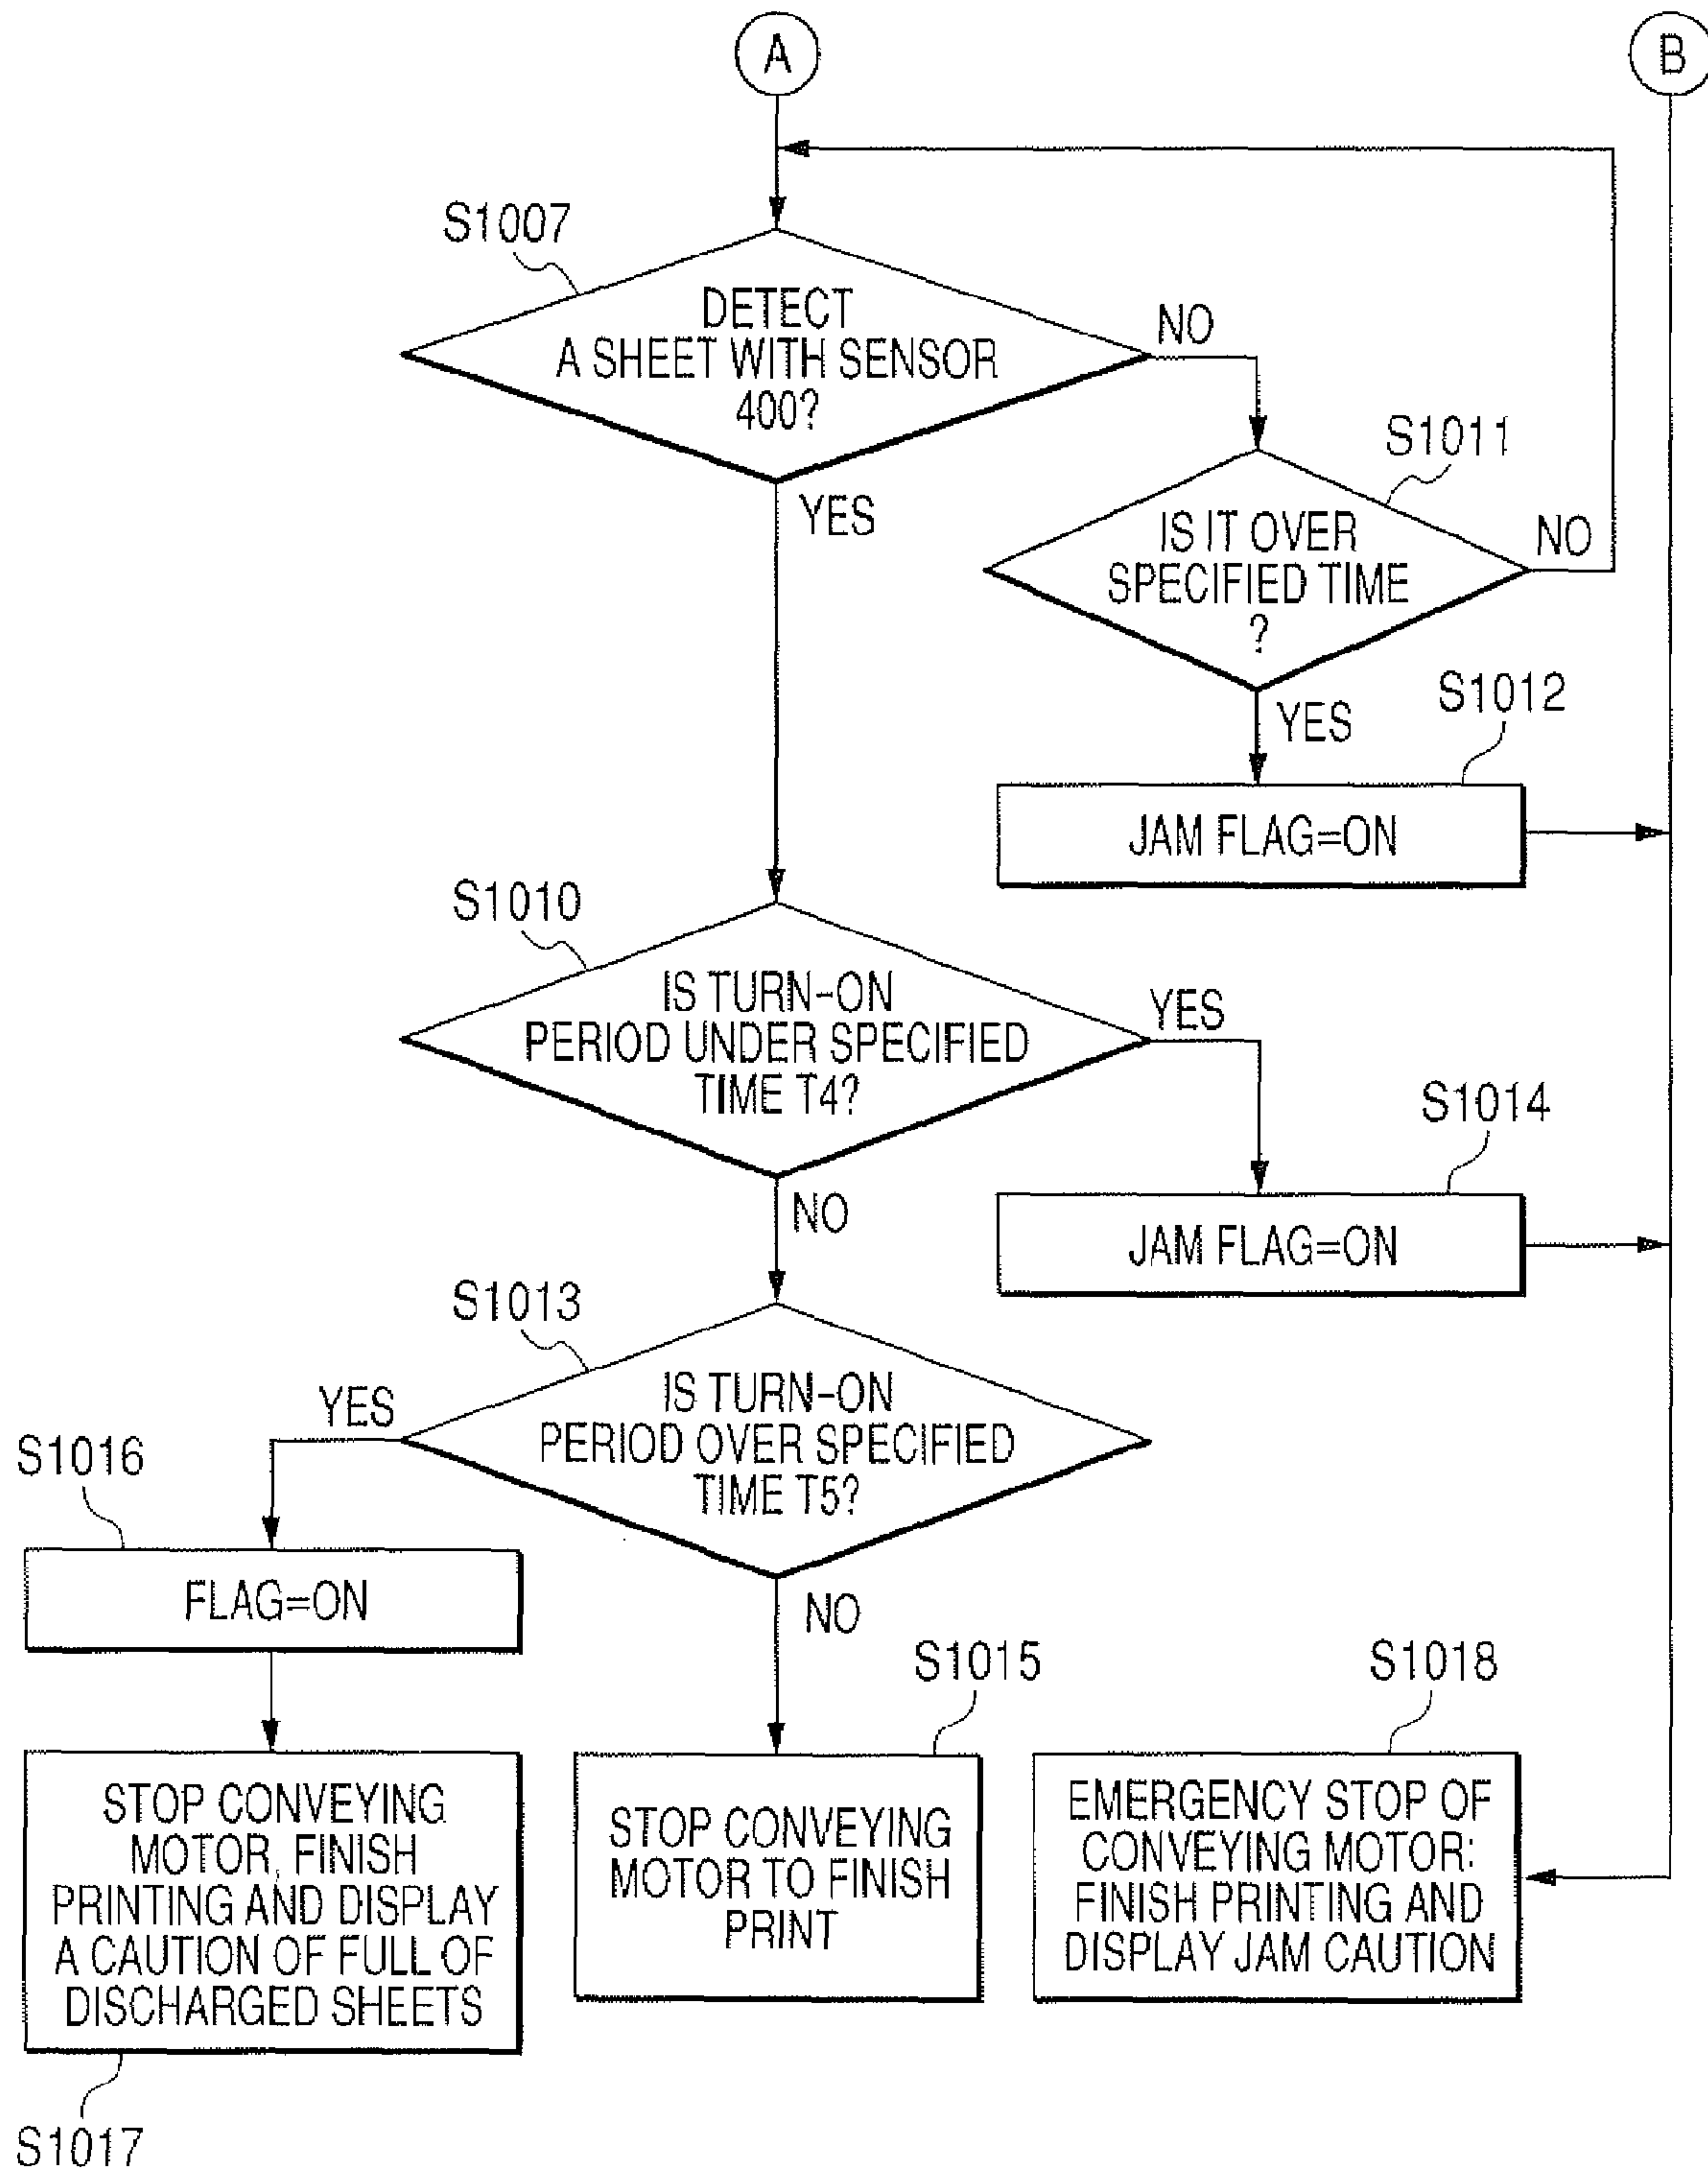 A
B
S1007
DETECT
A SHEET WITH SENSOR
400?
NO
YES
S1011
IS IT OVER
SPECIFIED TIME
?
NO
YES
S1012
JAM FLAG=ON
S1010
IS TURN-ON
PERIOD UNDER SPECIFIED
TIME T4?
YES
NO
S1014
JAM FLAG=ON
S1013
IS TURN-ON
PERIOD OVER SPECIFIED
TIME T5?
YES
NO
S1016
FLAG=ON
S1015
STOP CONVEYING
MOTOR TO FINISH
PRINT
S1018
EMERGENCY STOP OF
CONVEYING MOTOR:
FINISH PRINTING AND
DISPLAY JAM CAUTION
STOP CONVEYING
MOTOR, FINISH
PRINTING AND DISPLAY
A CAUTION OF FULL OF
DISCHARGED SHEETS
S1017